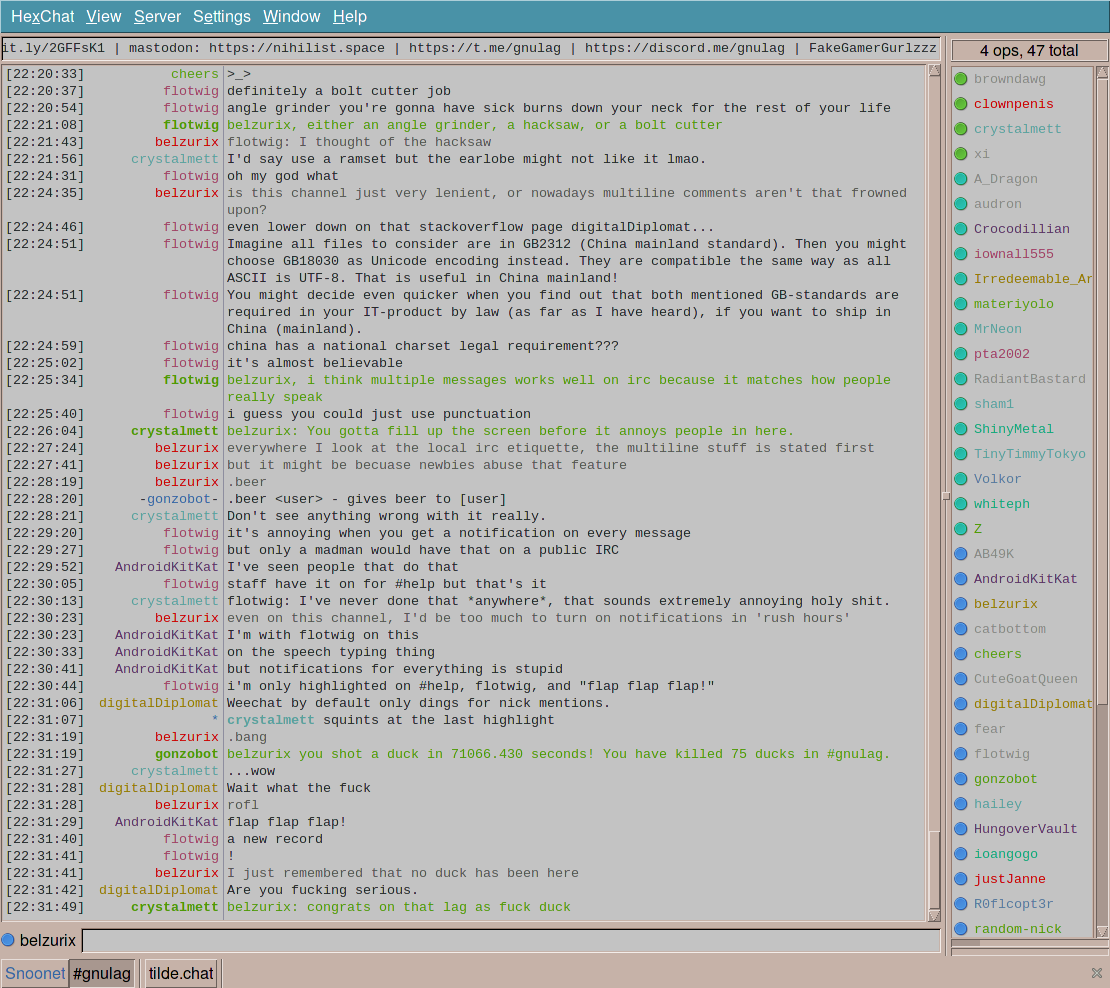 HexChat View Server Settings Window Help
it.ly/2GFFsK1 | mastodon: https://nihilist.space | https://t.me/gnulag | https://discord.me/gnulag | FakeGamerGurlzzz
4 ops, 47 total
[22:20:33] cheers >_>
[22:20:37] flotwig definitely a bolt cutter job
[22:20:54] flotwig angle grinder you're gonna have sick burns down your neck for the rest of your life
[22:21:08] flotwig belzurix, either an angle grinder, a hacksaw, or a bolt cutter
[22:21:43] belzurix flotwig: I thought of the hacksaw
[22:21:56] crystalmett I'd say use a ramset but the earlobe might not like it lmao.
[22:24:31] flotwig oh my god what
[22:24:35] belzurix is this channel just very lenient, or nowadays multiline comments aren't that frowned
upon?
[22:24:46] flotwig even lower down on that stackoverflow page digitalDiplomat...
[22:24:51] flotwig Imagine all files to consider are in GB2312 (China mainland standard). Then you might
choose GB18030 as Unicode encoding instead. They are compatible the same way as all
ASCII is UTF-8. That is useful in China mainland!
[22:24:51] flotwig You might decide even quicker when you find out that both mentioned GB-standards are
required in your IT-product by law (as far as I have heard), if you want to ship in
China (mainland).
[22:24:59] flotwig china has a national charset legal requirement???
[22:25:02] flotwig it's almost believable
[22:25:34] flotwig belzurix, i think multiple messages works well on irc because it matches how people
really speak
[22:25:40] flotwig i guess you could just use punctuation
[22:26:04] crystalmett belzurix: You gotta fill up the screen before it annoys people in here.
[22:27:24] belzurix everywhere I look at the local irc etiquette, the multiline stuff is stated first
[22:27:41] belzurix but it might be becuase newbies abuse that feature
[22:28:19] belzurix .beer
[22:28:20] -gonzobot- .beer <user> - gives beer to [user]
[22:28:21] crystalmett Don't see anything wrong with it really.
[22:29:20] flotwig it's annoying when you get a notification on every message
[22:29:27] flotwig but only a madman would have that on a public IRC
[22:29:52] AndroidKitKat I've seen people that do that
[22:30:05] flotwig staff have it on for #help but that's it
[22:30:13] crystalmett flotwig: I've never done that *anywhere*, that sounds extremely annoying holy shit.
[22:30:23] belzurix even on this channel, I'd be too much to turn on notifications in 'rush hours'
[22:30:23] AndroidKitKat I'm with flotwig on this
[22:30:33] AndroidKitKat on the speech typing thing
[22:30:41] AndroidKitKat but notifications for everything is stupid
[22:30:44] flotwig i'm only highlighted on #help, flotwig, and "flap flap flap!"
[22:31:06] digitalDiplomat Weechat by default only dings for nick mentions.
[22:31:07] * crystalmett squints at the last highlight
[22:31:19] belzurix .bang
[22:31:19] gonzobot belzurix you shot a duck in 71066.430 seconds! You have killed 75 ducks in #gnulag.
[22:31:27] crystalmett ...wow
[22:31:28] digitalDiplomat Wait what the fuck
[22:31:28] belzurix rofl
[22:31:29] AndroidKitKat flap flap flap!
[22:31:40] flotwig a new record
[22:31:41] flotwig !
[22:31:41] belzurix I just remembered that no duck has been here
[22:31:42] digitalDiplomat Are you fucking serious.
[22:31:49] crystalmett belzurix: congrats on that lag as fuck duck
browndawg
clownpenis
crystalmett
xi
A_Dragon
audron
Crocodillian
iownall555
Irredeemable_Ar
materiyolo
MrNeon
pta2002
RadiantBastard
sham1
ShinyMetal
TinyTimmyTokyo
Volkor
whiteph
Z
AB49K
AndroidKitKat
belzurix
catbottom
cheers
CuteGoatQueen
digitalDiplomat
fear
flotwig
gonzobot
hailey
HungoverVault
ioangogo
justJanne
R0flcopt3r
random-nick
belzurix
Snoonet #gnulag tilde.chat